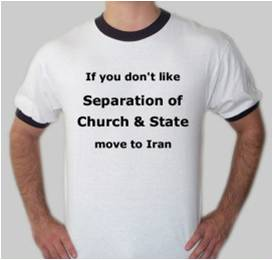 If you don't like
Separation of
Church & State
move to Iran